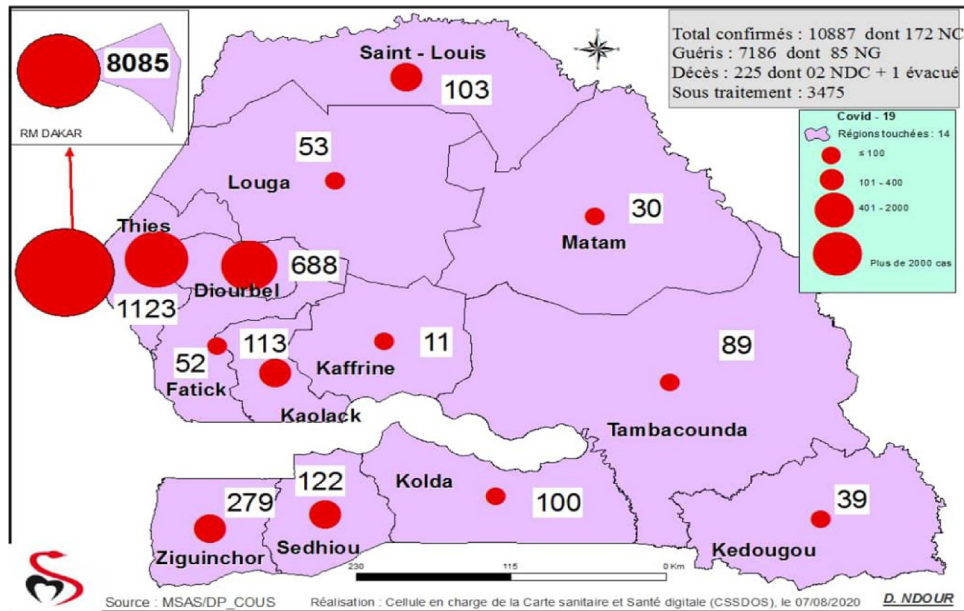 8085
RM DAKAR
Saint - Louis
103
Total confirmés : 10887 dont 172 NC
Guéris : 7186 dont 85 NG
Décès : 225 dont 02 NDC + 1 évacué
Sous traitement : 3475
Covid - 19
Régions touchées : 14
≤ 100
101 - 400
401 - 2000
Plus de 2000 cas
53
Louga
30
Matam
Thies
1123
688
Diourbel
52
Fatick
113
Kaolack
11
Kaffrine
89
Tambacounda
279
Ziguinchor
122
Sedhiou
Kolda
100
39
Kedougou
230
115
0 Km
Source : MSAS/DP_COUS
Réalisation : Cellule en charge de la Carte sanitaire et Santé digitale (CSSDOS), le 07/08/2020
D. NDOUR